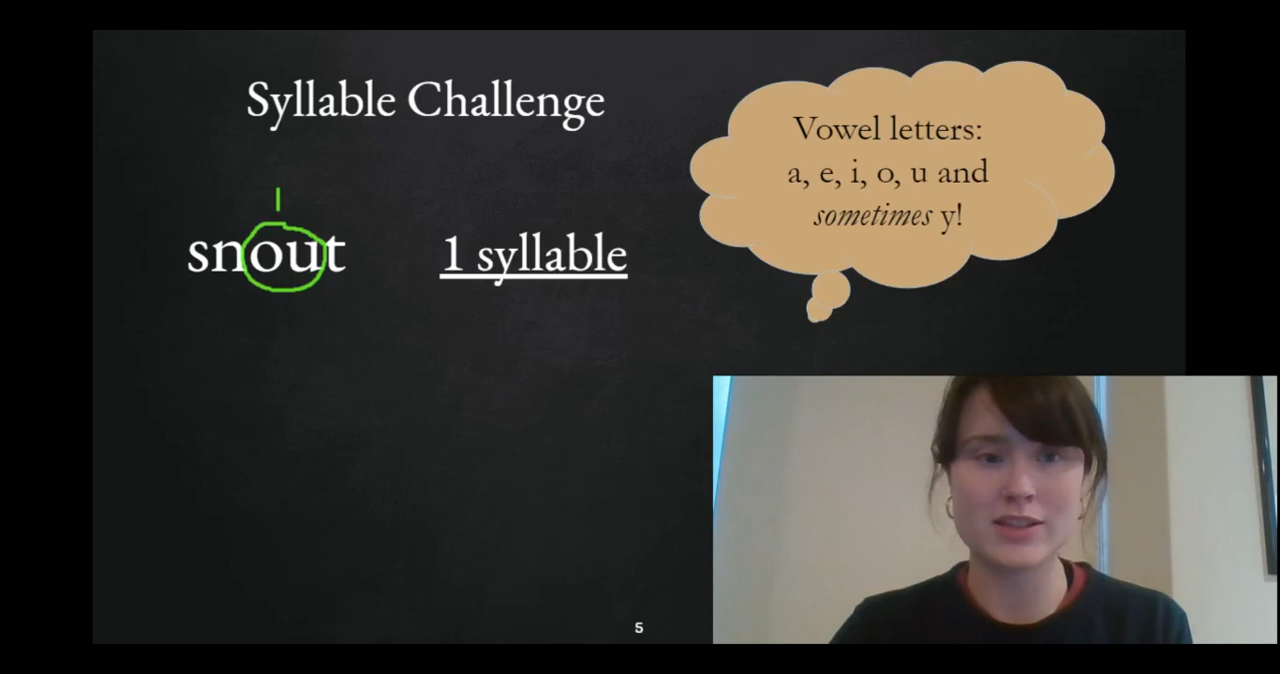 Syllable Challenge
Vowel letters:
a, e, i, o, u and
sometimes y!
snout
1 syllable
5